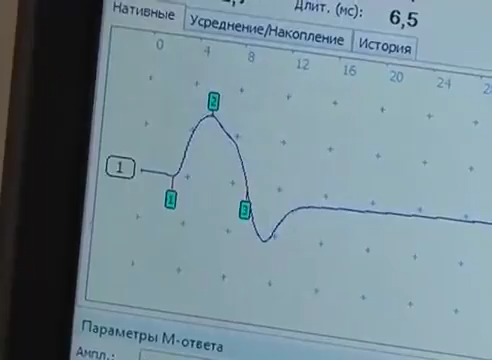 Длит. (мс): 6,5
Нативные Усреднение/Накопление История
0 4 8 12 16 20 24
1
2
1
3
Параметры М-ответа
Ампл.: